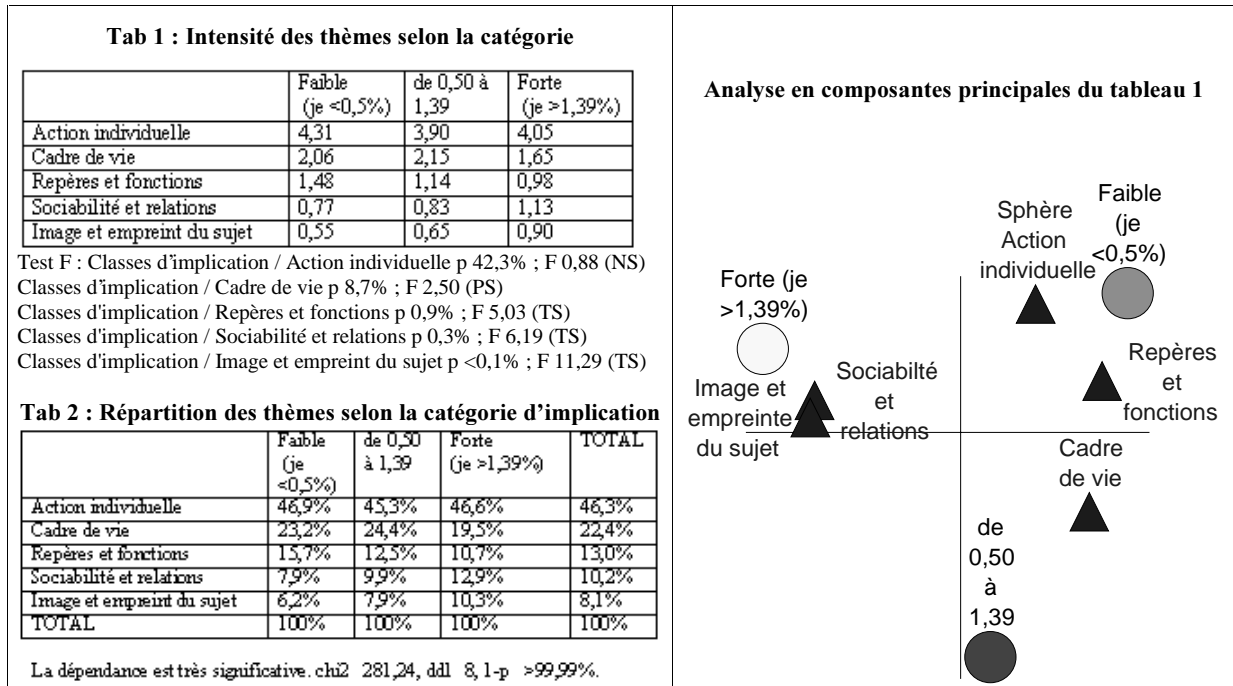 Tab 1 : Intensité des thèmes selon la catégorie
Faible (je <0,5%) de 0,50 à 1,39 Forte (je >1,39%)
Action individuelle 4,31 3,90 4,05
Cadre de vie 2,06 2,15 1,65
Repères et fonctions 1,48 1,14 0,98
Sociabilité et relations 0,77 0,83 1,13
Image et empreint du sujet 0,55 0,65 0,90
Test F : Classes d'implication / Action individuelle p 42,3% ; F 0,88 (NS)
Classes d'implication / Cadre de vie p 8,7% ; F 2,50 (PS)
Classes d'implication / Repères et fonctions p 0,9% ; F 5,03 (TS)
Classes d'implication / Sociabilité et relations p 0,3% ; F 6,19 (TS)
Classes d'implication / Image et empreint du sujet p <0,1% ; F 11,29 (TS)
Tab 2 : Répartition des thèmes selon la catégorie d'implication
Faible (je <0,5%) de 0,50 à 1,39 Forte (je >1,39%) TOTAL
Action individuelle 46,9% 45,3% 46,6% 46,3%
Cadre de vie 23,2% 24,4% 19,5% 22,4%
Repères et fonctions 15,7% 12,5% 10,7% 13,0%
Sociabilité et relations 7,9% 9,9% 12,9% 10,2%
Image et empreint du sujet 6,2% 7,9% 10,3% 8,1%
TOTAL 100% 100% 100% 100%
La dépendance est très significative. chi2 281,24, ddl 8, 1-p >99,99%.
Analyse en composantes principales du tableau 1
Sphère
Action
individuelle
Faible
(je
<0,5%)
Forte (je
>1,39%)
Image et
empreinte
du sujet
Sociabilté
et
relations
Repères
et
fonctions
Cadre
de vie
de
0,50
à
1,39